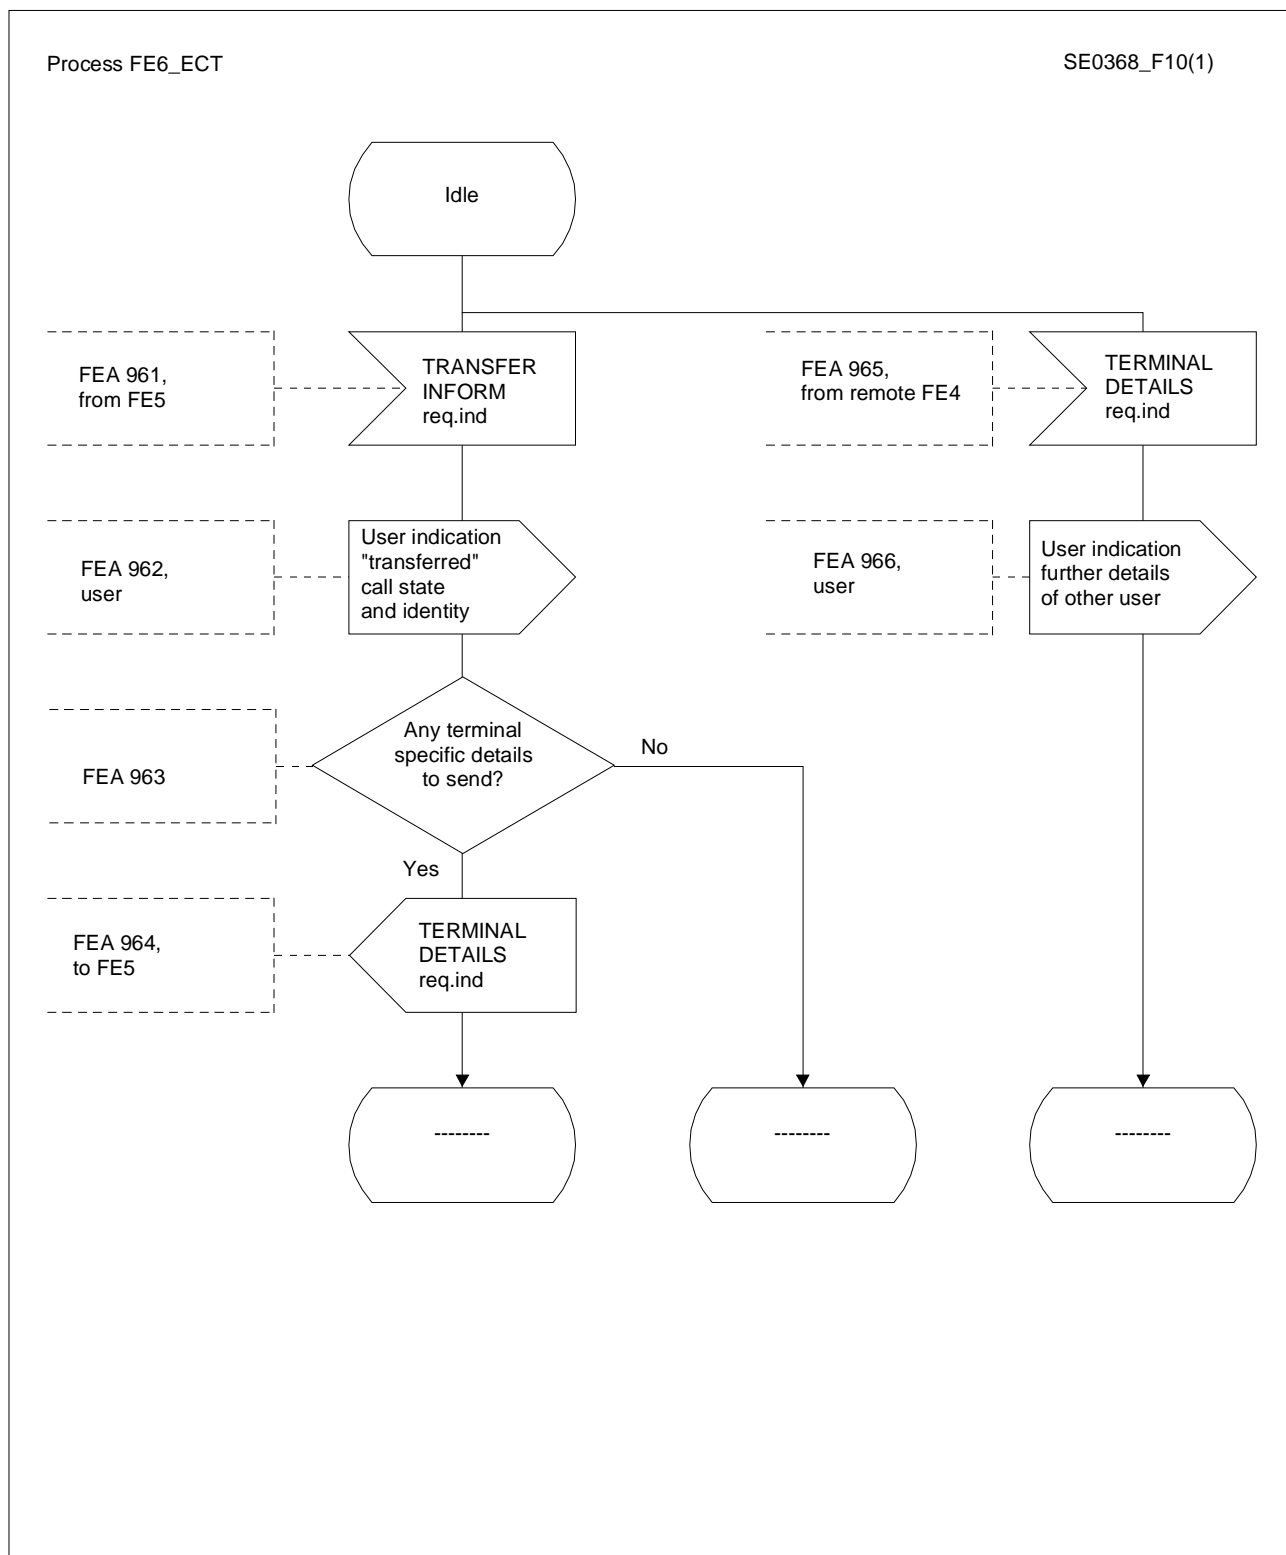 Process FE6_ECT
SE0368_F10(1)
Idle
FEA 961,
from FE5
TRANSFER
INFORM
req.ind
FEA 965,
from remote FE4
TERMINAL
DETAILS
req.ind
FEA 962,
user
User indication
"transferred"
call state
and identity
FEA 966,
user
User indication
further details
of other user
FEA 963
Any terminal
specific details
to send?
No
Yes
FEA 964,
to FE5
TERMINAL
DETAILS
req.ind
--------
--------
--------